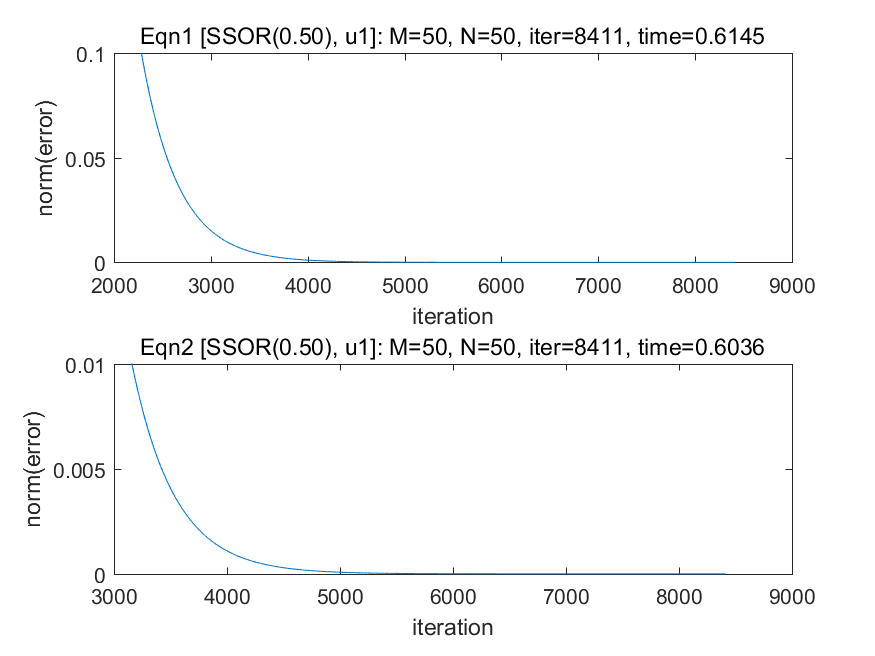 Eqn1 [SSOR(0.50), u1]: M=50, N=50, iter=8411, time=0.6145
0.1
0.05
0
norm(error)
2000 3000 4000 5000 6000 7000 8000 9000
iteration
Eqn2 [SSOR(0.50), u1]: M=50, N=50, iter=8411, time=0.6036
0.01
0.005
0
norm(error)
3000 4000 5000 6000 7000 8000 9000
iteration